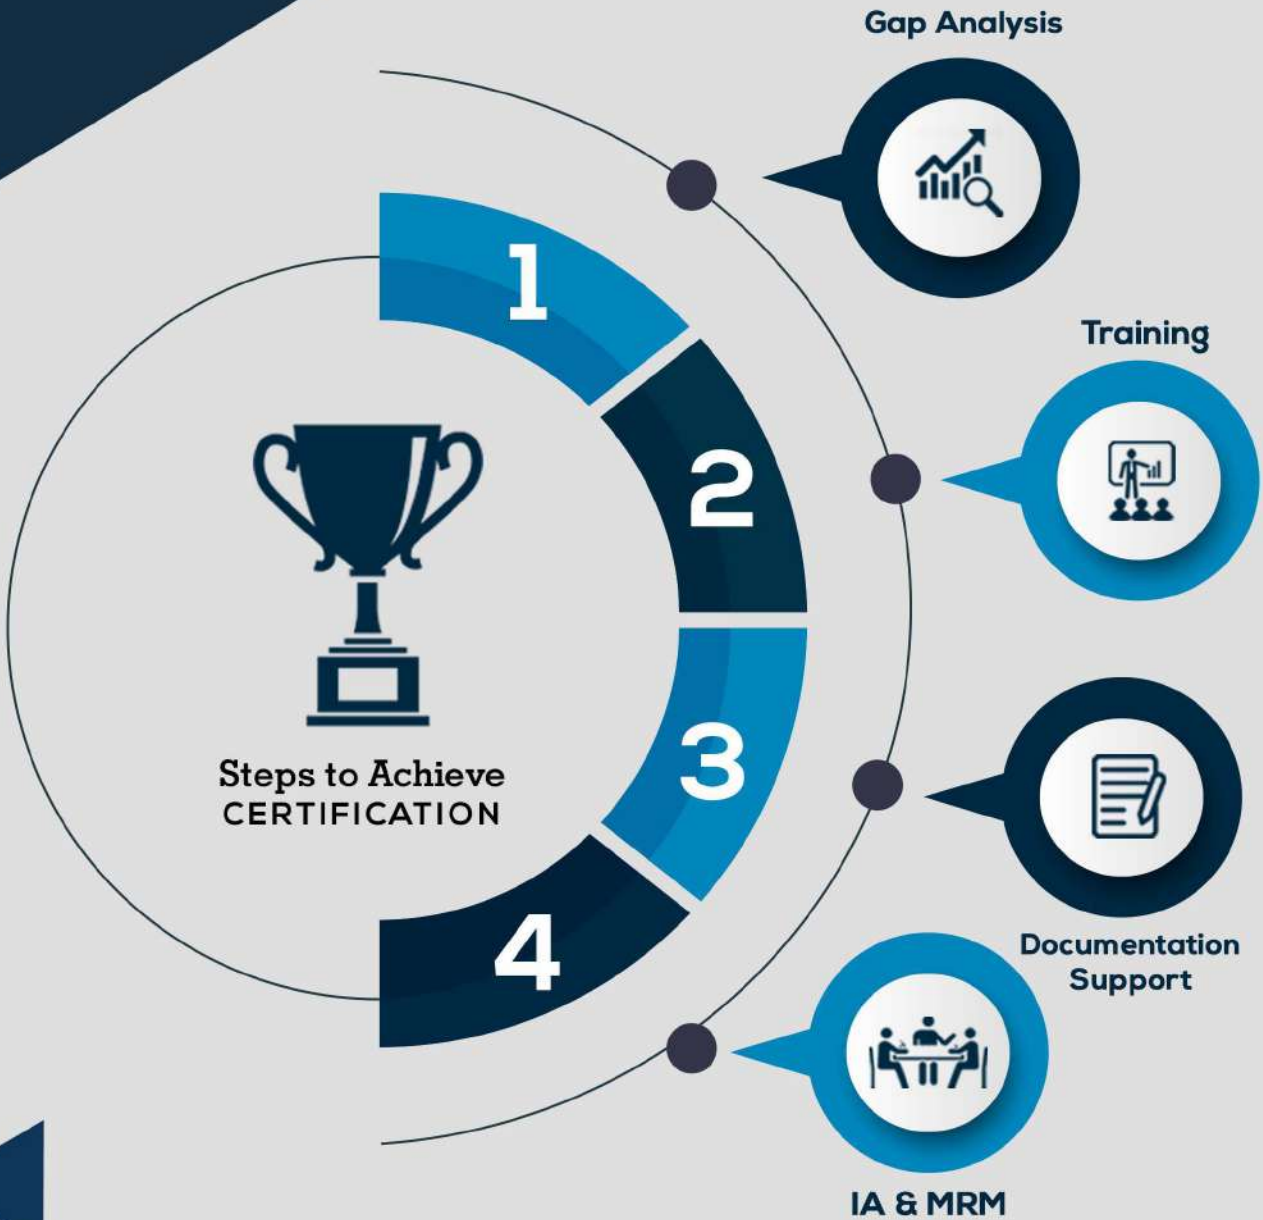 Gap Analysis
1
Training
2
Steps to Achieve
CERTIFICATION
3
Documentation
Support
4
IA & MRM